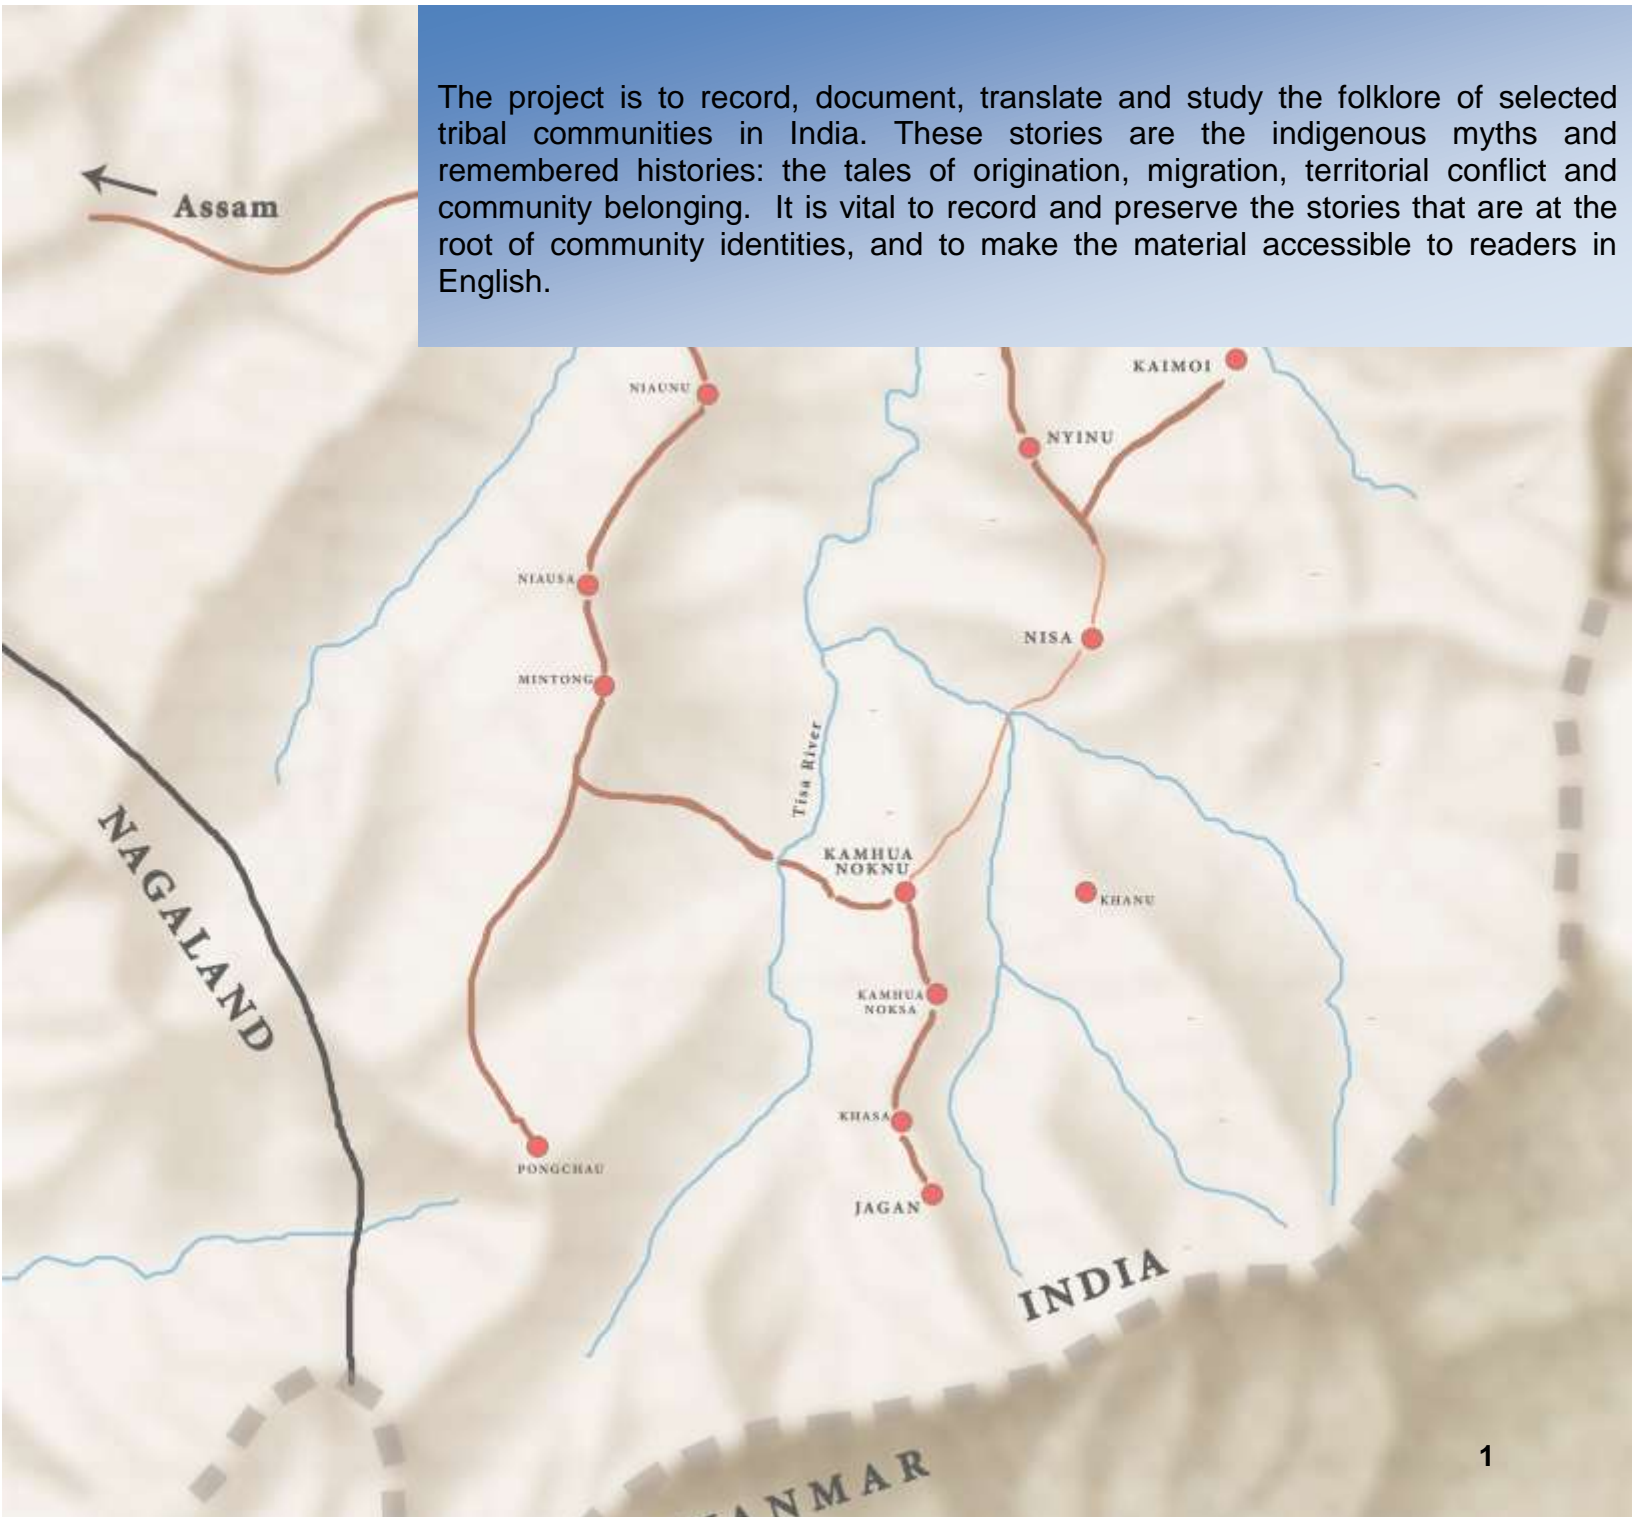 The project is to record, document, translate and study the folklore of selected
tribal communities in India. These stories are the indigenous myths and
remembered histories: the tales of origination, migration, territorial conflict and
community belonging. It is vital to record and preserve the stories that are at the
root of community identities, and to make the material accessible to readers in
English.
Assam
KAIMOI
NIAUNU
NYINU
NIAUSA
NISA
MINTONG
Tisa River
NAGALAND
KAMHUA
NOKNU
KHANU
KAMHUA
NOKSA
KHASA
PONGCHAU
JAGAN
INDIA
ANMAR
1